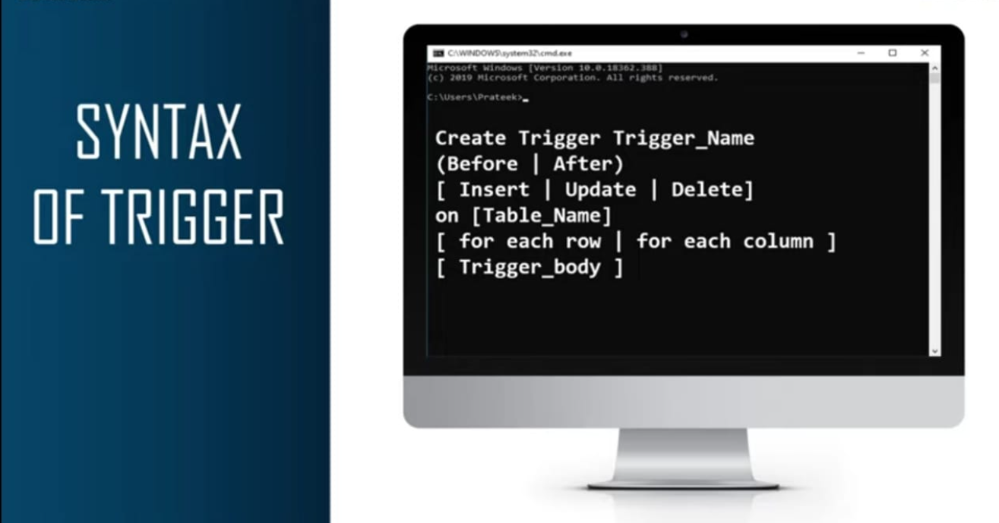 SYNTAX
OF TRIGGER
C:\WINDOWS\system32\cmd.exe
Microsoft Windows [Version 10.0.18362.388]
(c) 2019 Microsoft Corporation. All rights reserved.
C:\Users\Prateek>_
Create Trigger Trigger_Name
(Before | After)
[ Insert | Update | Delete]
on [Table_Name]
[ for each row | for each column ]
[ Trigger_body ]